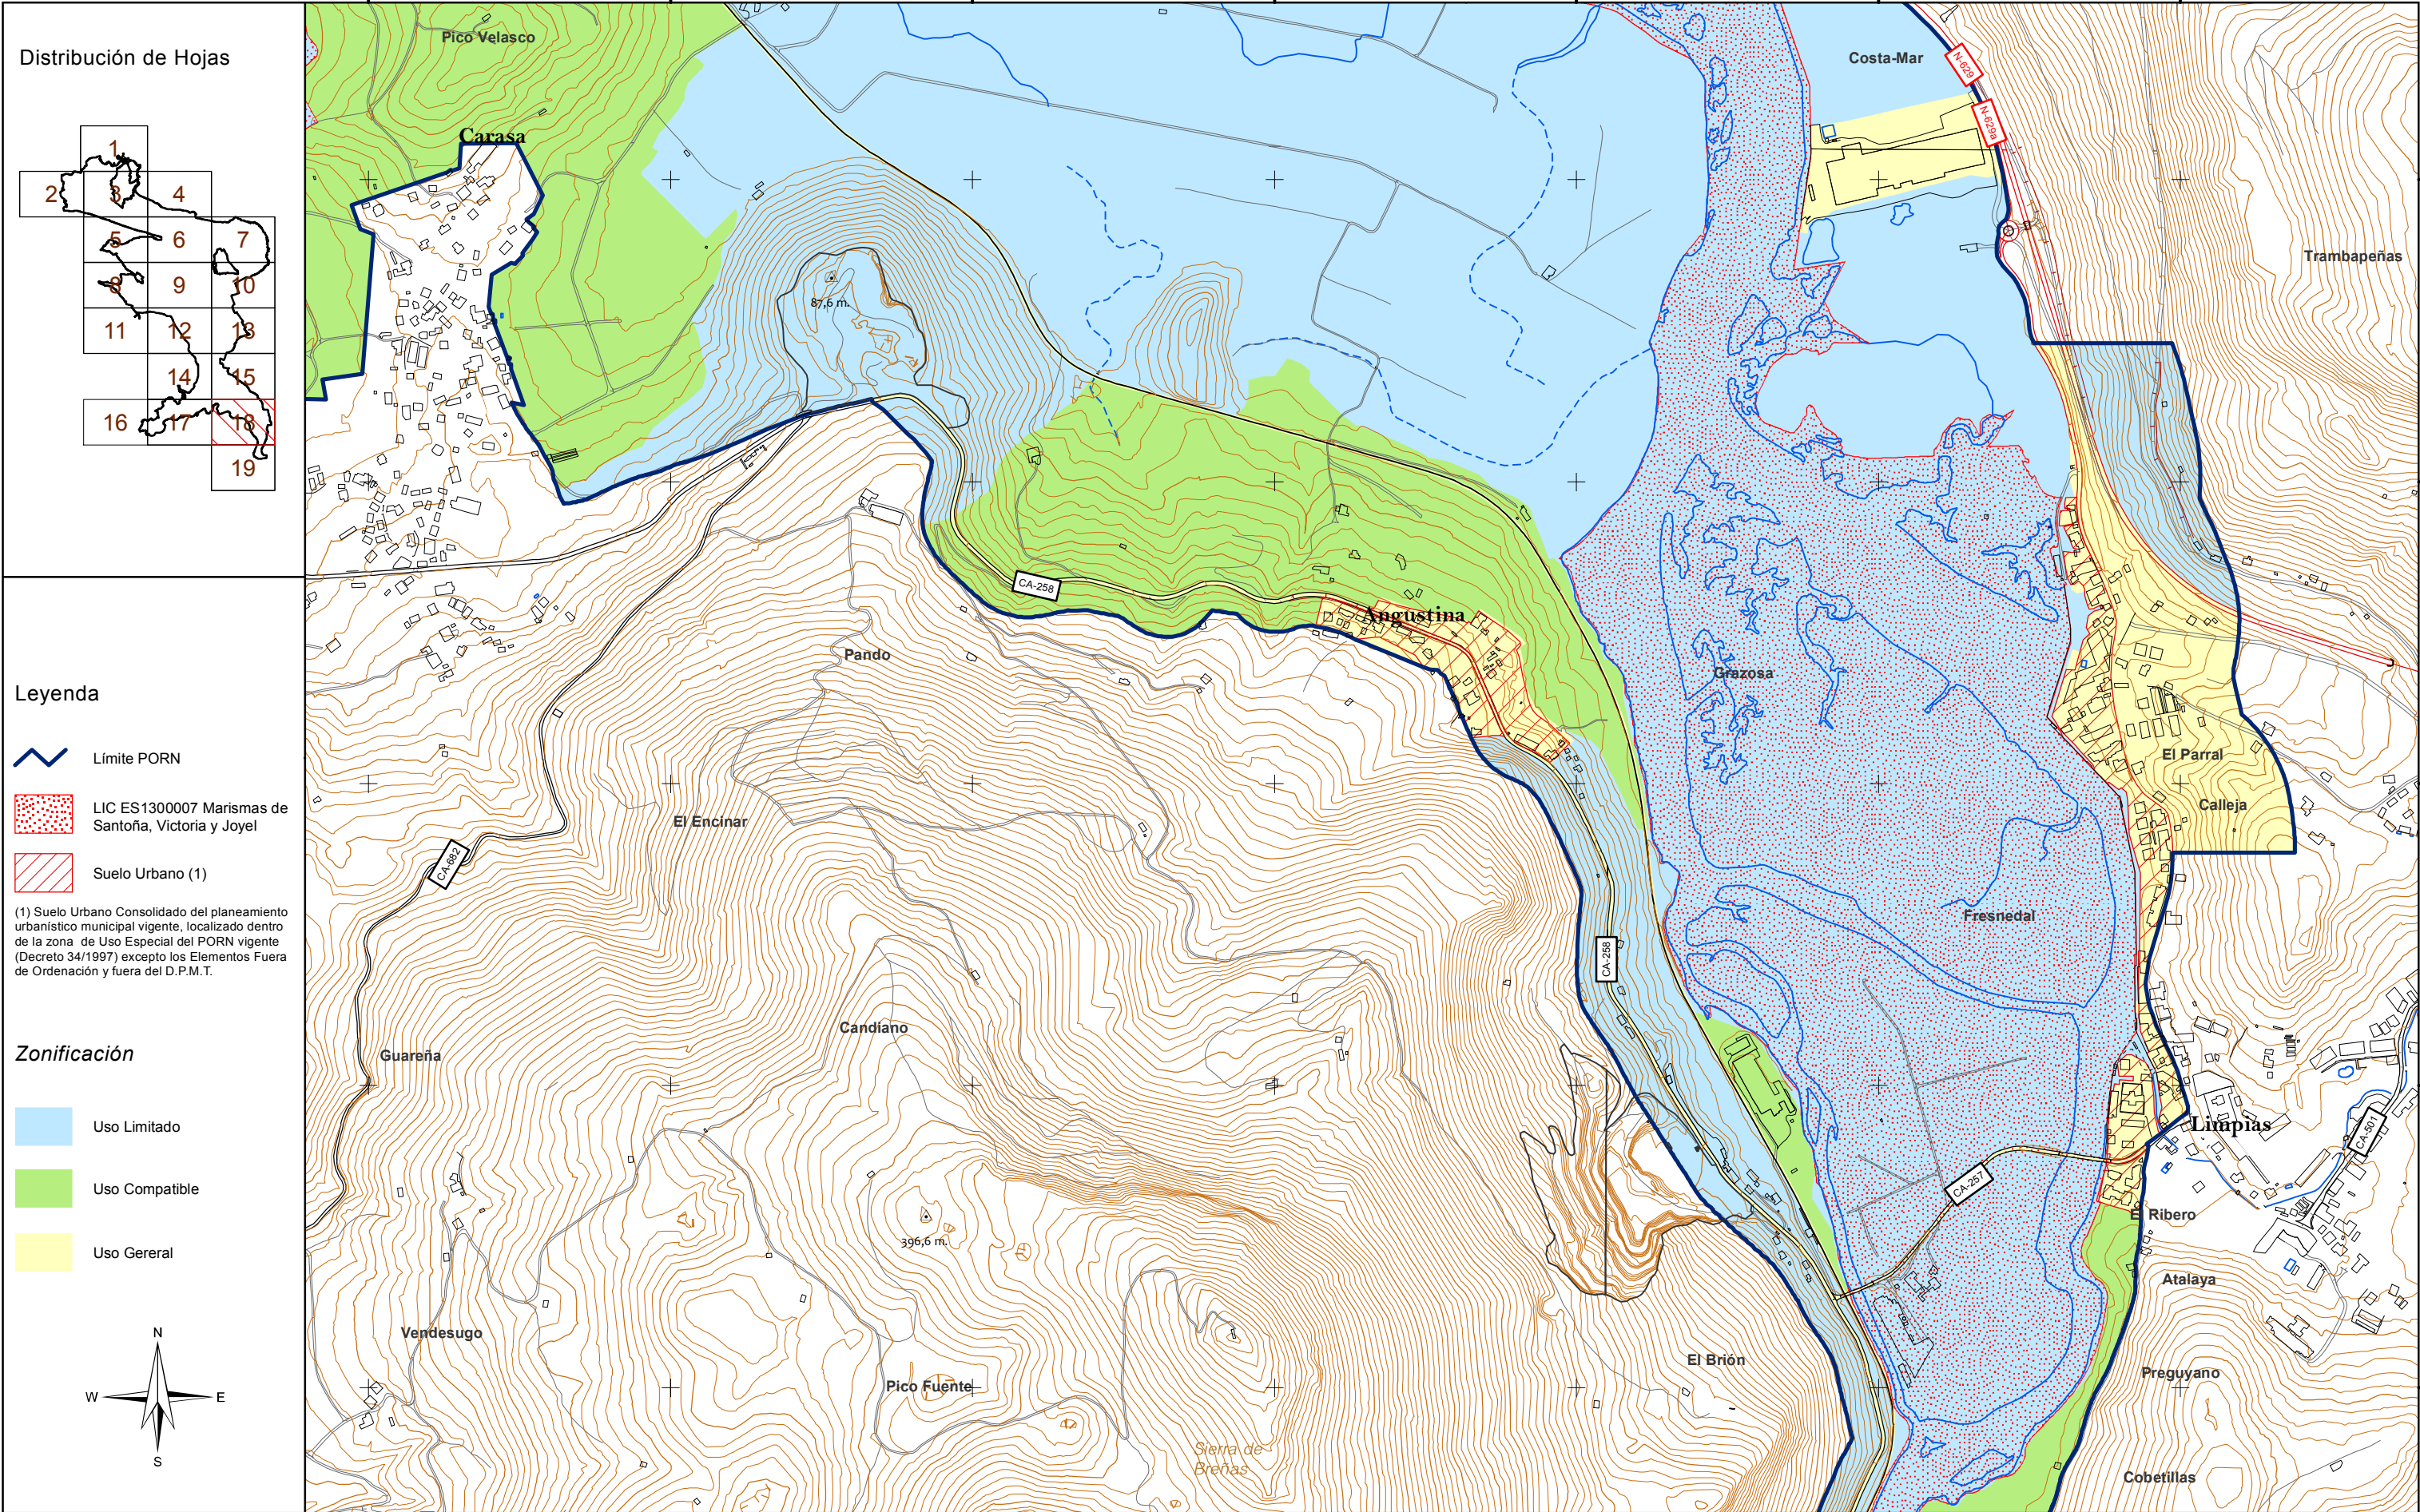 Distribución de Hojas
1
2
3
4
5
6
7
8
9
10
11
12
13
14
15
16
17
18
19
Leyenda
Límite PORN
LIC ES1300007 Marismas de
Santoña, Victoria y Joyel
Suelo Urbano (1)
(1) Suelo Urbano Consolidado del planeamiento
urbanístico municipal vigente, localizado dentro
de la zona de Uso Especial del PORN vigente
(Decreto 34/1997) excepto los Elementos Fuera
de Ordenación y fuera del D.P.M.T.
Zonificación
Uso Limitado
Uso Compatible
Uso Gereral
N
W
E
S
Pico Velasco
Carasa
87,6 m.
Costa-Mar
N-629
N-629a
Trambapeñas
CA-258
Angustina
Pando
Grazosa
El Parral
Calleja
El Encinar
CA-682
Fresnedal
CA-258
Candiano
Guareña
Limpias
CA-501
CA-257
El Ribero
396,6 m.
Atalaya
Vendesugo
El Brión
Preguyano
Pico Fuente
Sierra de
Breñas
Cobetillas